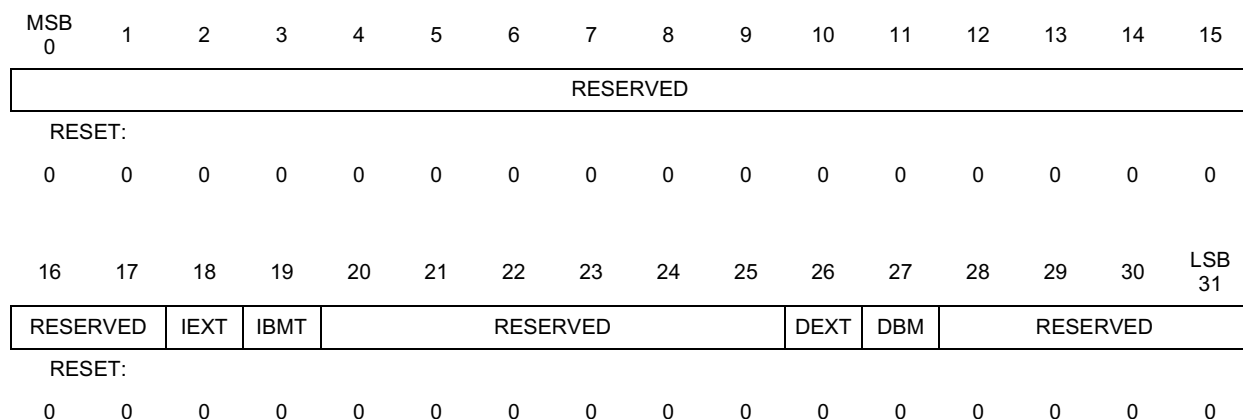 MSB
0 1 2 3 4 5 6 7 8 9 10 11 12 13 14 15
RESERVED
RESET:
0 0 0 0 0 0 0 0 0 0 0 0 0 0 0 0
16 17 18 19 20 21 22 23 24 25 26 27 28 29 30 LSB
31
RESERVED IEXT IBMT RESERVED DEXT DBM RESERVED
RESET:
0 0 0 0 0 0 0 0 0 0 0 0 0 0 0 0